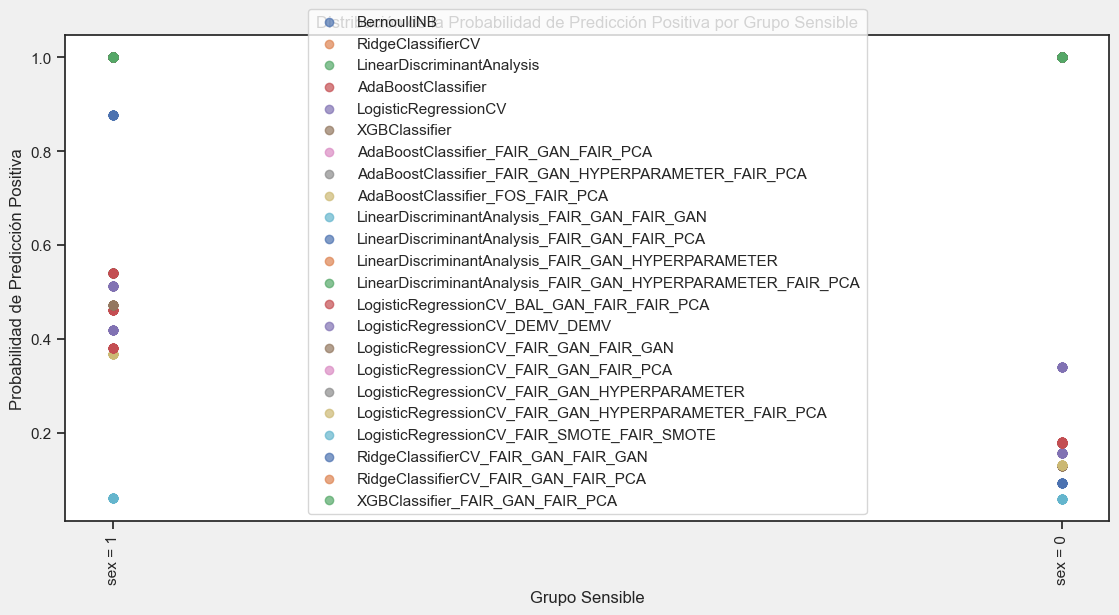 Distribución de la Probabilidad de Predicción Positiva por Grupo Sensible
BernoulliNB
RidgeClassifierCV
LinearDiscriminantAnalysis
AdaBoostClassifier
LogisticRegressionCV
XGBClassifier
AdaBoostClassifier_FAIR_GAN_FAIR_PCA
AdaBoostClassifier_FAIR_GAN_HYPERPARAMETER_FAIR_PCA
AdaBoostClassifier_FOS_FAIR_PCA
LinearDiscriminantAnalysis_FAIR_GAN_FAIR_GAN
LinearDiscriminantAnalysis_FAIR_GAN_FAIR_PCA
LinearDiscriminantAnalysis_FAIR_GAN_HYPERPARAMETER
LinearDiscriminantAnalysis_FAIR_GAN_HYPERPARAMETER_FAIR_PCA
LogisticRegressionCV_BAL_GAN_FAIR_FAIR_PCA
LogisticRegressionCV_DEMV_DEMV
LogisticRegressionCV_FAIR_GAN_FAIR_GAN
LogisticRegressionCV_FAIR_GAN_FAIR_PCA
LogisticRegressionCV_FAIR_GAN_HYPERPARAMETER
LogisticRegressionCV_FAIR_GAN_HYPERPARAMETER_FAIR_PCA
LogisticRegressionCV_FAIR_SMOTE_FAIR_SMOTE
RidgeClassifierCV_FAIR_GAN_FAIR_GAN
RidgeClassifierCV_FAIR_GAN_FAIR_PCA
XGBClassifier_FAIR_GAN_FAIR_PCA
Probabilidad de Predicción Positiva
1.0
0.8
0.6
0.4
0.2
sex = 1
sex = 0
Grupo Sensible